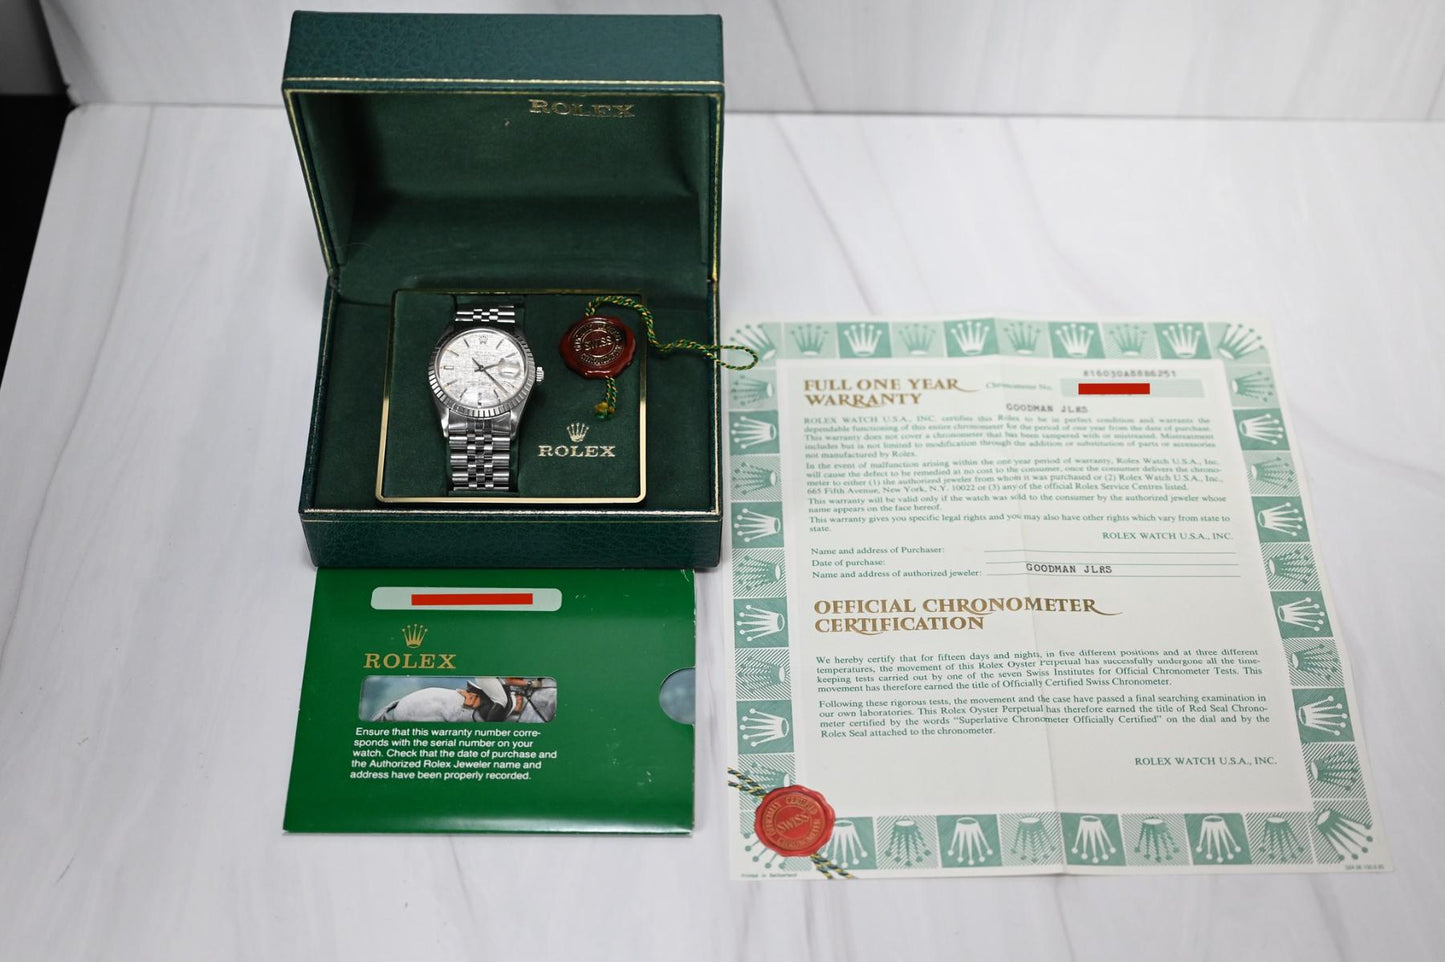 ROLEX
OFFICIALLY CERTIFIED
SWISS
CHRONOMETER
ROLEX
ROLEX
Ensure that this warranty number corre-
sponds with the serial number on your
watch. Check that the date of purchase and
the Authorized Rolex Jeweler name and
address have been properly recorded.
R16030A88B6251
FULL ONE YEAR
WARRANTY
Chronometer No.
GOODMAN JLRS
ROLEX WATCH U.S.A., INC. certifies this Rolex to be in perfect condition and warrants the
dependable functioning of this entire chronometer for the period of one year from the date of purchase.
This warranty does not cover a chronometer that has been tampered with or mistreated. Mistreatment
includes but is not limited to modification through the addition or substitution of parts or accessories
not manufactured by Rolex.
In the event of malfunction arising within the one year period of warranty, Rolex Watch U.S.A., Inc.
will cause the defect to be remedied at no cost to the consumer, once the consumer delivers the chrono-
meter to either (1) the authorized jeweler from whom it was purchased or (2) Rolex Watch U.S.A., Inc.,
665 Fifth Avenue, New York, N.Y. 10022 or (3) any of the official Rolex Service Centres listed.
This warranty will be valid only if the watch was sold to the consumer by the authorized jeweler whose
name appears on the face hereof.
This warranty gives you specific legal rights and you may also have other rights which vary from state to
state.
ROLEX WATCH U.S.A., INC.
Name and address of Purchaser:
Date of purchase:
Name and address of authorized jeweler: GOODMAN JLRS
OFFICIAL CHRONOMETER
CERTIFICATION
We hereby certify that for fifteen days and nights, in five different positions and at three different
temperatures, the movement of this Rolex Oyster Perpetual has successfully undergone all the time-
keeping tests carried out by one of the seven Swiss Institutes for Official Chronometer Tests. This
movement has therefore earned the title of Officially Certified Swiss Chronometer.
Following these rigorous tests, the movement and the case have passed a final searching examination in
our own laboratories. This Rolex Oyster Perpetual has therefore earned the title of Red Seal Chrono-
meter certified by the words “Superlative Chronometer Officially Certified” on the dial and by the
Rolex Seal attached to the chronometer.
ROLEX WATCH U.S.A., INC.
OFFICIALLY CERTIFIED
SWISS
CHRONOMETER
Printed in Switzerland